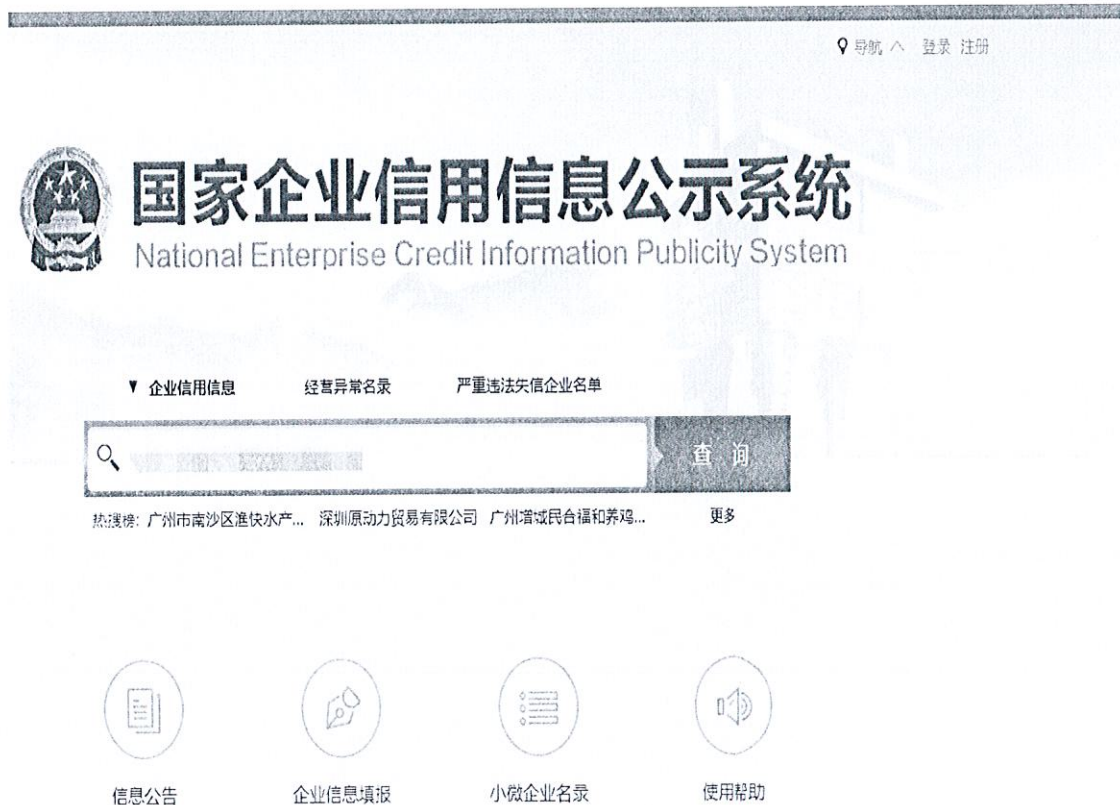 导航 登录 注册
国家企业信用信息公示系统
National Enterprise Credit Information Publicity System
企业信用信息 经营异常名录 严重违法失信企业名单
查询
热搜榜: 广州市南沙区渔快水产... 深圳原动力贸易有限公司 广州增城民合福和养鸡... 更多
信息公告 企业信息填报 小微企业名录 使用帮助